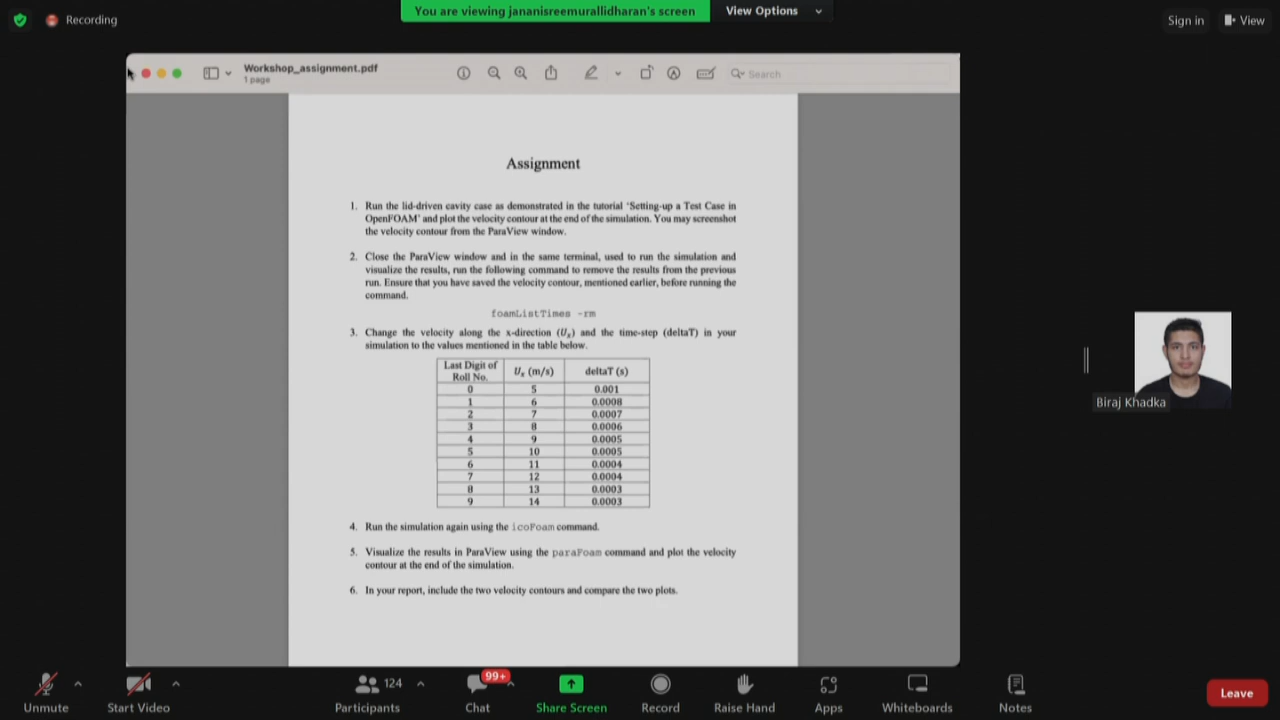 You are viewing jananisreemurallidharan's screen
View Options
Recording
Sign in
View
Workshop_assignment.pdf
1 page
Search
Assignment
1. Run the lid-driven cavity case as demonstrated in the tutorial 'Setting-up a Test Case in
OpenFOAM' and plot the velocity contour at the end of the simulation. You may screenshot
the velocity contour from the ParaView window.
2. Close the ParaView window and in the same terminal, used to run the simulation and
visualize the results, run the following command to remove the results from the previous
run. Ensure that you have saved the velocity contour, mentioned earlier, before running the
command.
foamListTimes -rm
3. Change the velocity along the x-direction (Ux) and the time-step (deltaT) in your
simulation to the values mentioned in the table below.
Last Digit of Roll No. Ux (m/s) deltaT (s)
0 5 0.001
1 6 0.0008
2 7 0.0007
3 8 0.0006
4 9 0.0005
5 10 0.0005
6 11 0.0004
7 12 0.0004
8 13 0.0003
9 14 0.0003
4. Run the simulation again using the icoFoam command.
5. Visualize the results in ParaView using the paraFoam command and plot the velocity
contour at the end of the simulation.
6. In your report, include the two velocity contours and compare the two plots.
Biraj Khadka
Unmute
Start Video
124
Participants
99+
Chat
Share Screen
Record
Raise Hand
Apps
Whiteboards
Notes
Leave